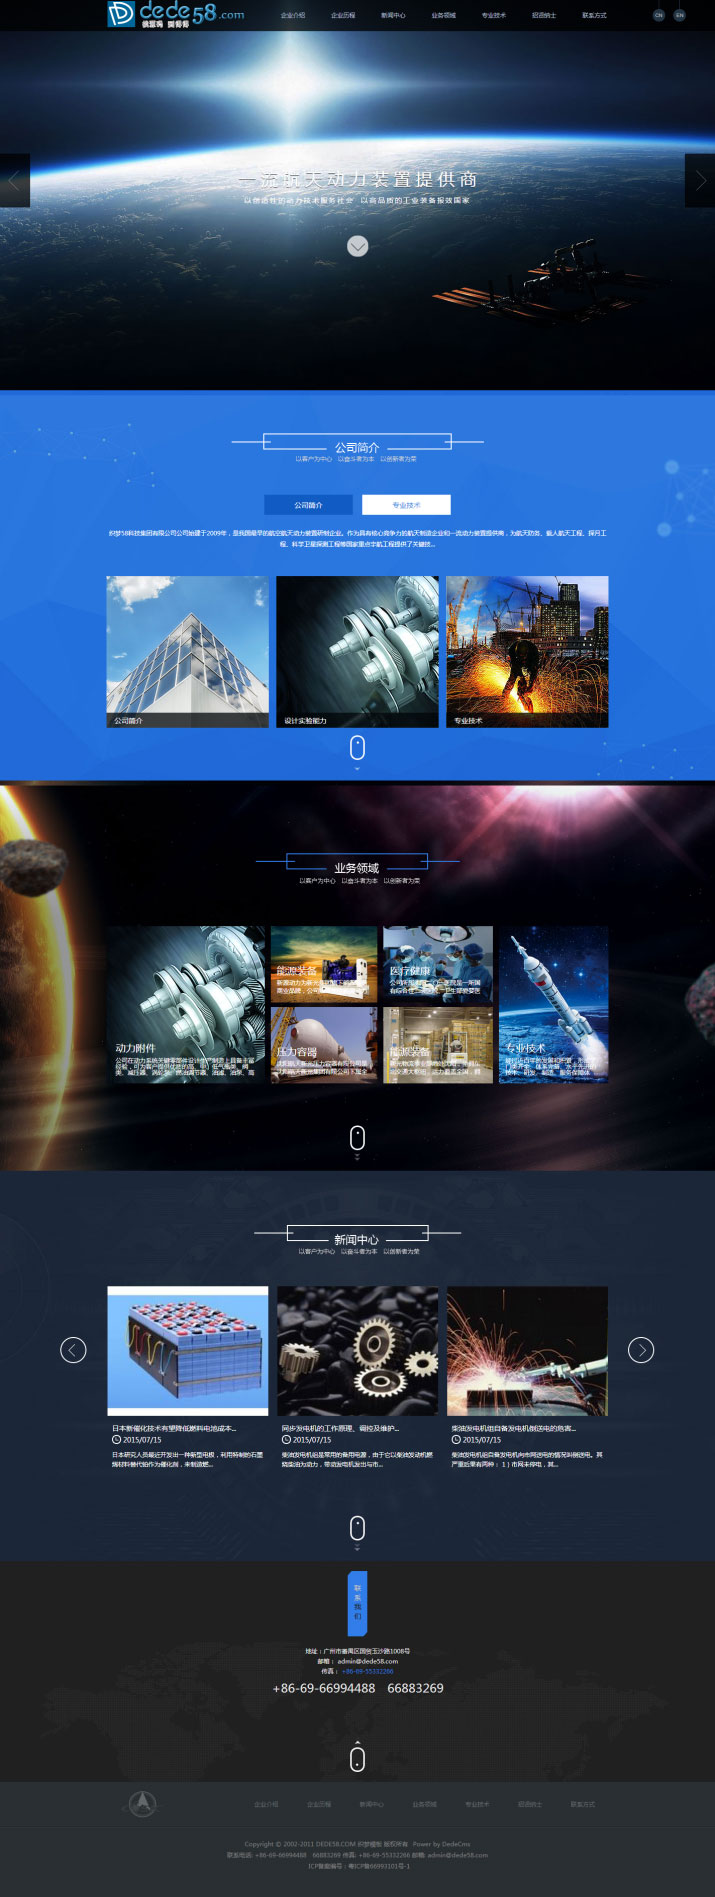 dede58.com
企业介绍 企业历程 新闻中心 业务领域 专业技术 招贤纳士 联系方式 CN EN
一流航天动力装置提供商
以创造性的动力技术服务社会 以高品质的工业装备报效国家
公司简介
以客户为中心 以奋斗者为本 以创新者为荣
公司简介 专业技术
织梦58科技集团有限公司公司始建于2009年，是我国最早的航空航天动力装置研制企业。作为具有核心竞争力的航天制造企业和一流动力装置提供商，为航天防务、载人航天工程、探月工
程、科学卫星探测工程等国家重点宇航工程提供了关键技...
公司简介 设计实验能力 专业技术
业务领域
以客户为中心 以奋斗者为本 以创新者为荣
能源装备 医疗健康
动力附件 压力容器 能源装备 专业技术
新闻中心
以客户为中心 以奋斗者为本 以创新者为荣
日本新催化技术有望降低燃料电池成本...
2015/07/15
日本研究人员最近开发出一种新型电极，利用特制的石墨
烯材料替代铂作为催化剂，来制造燃...
同步发电机的工作原理、调控及维护...
2015/07/15
柴油发电机组是常用的备用电源，由于它以柴油发动机燃
烧柴油为动力，带动发电机发出与市...
柴油发电机组自备发电机倒送电的危害...
2015/07/15
柴油发电机组自备发电机向市网送电的情况叫倒送电。其
严重后果有两种： 1）市网未停电，其...
联系我们
地址：广州市番禺区国贸玉沙路1008号
邮箱： admin@dede58.com
传真： +86-69-55332266
+86-69-66994488 66883269
企业介绍 企业历程 新闻中心 业务领域 专业技术 招贤纳士 联系方式
Copyright © 2002-2011 DEDE58.COM 织梦模板 版权所有 Power by DedeCms
联系电话: +86-69-66994488 66883269 传真: +86-69-55332266 邮箱: admin@dede58.com
ICP备案编号：粤ICP备66993101号-1